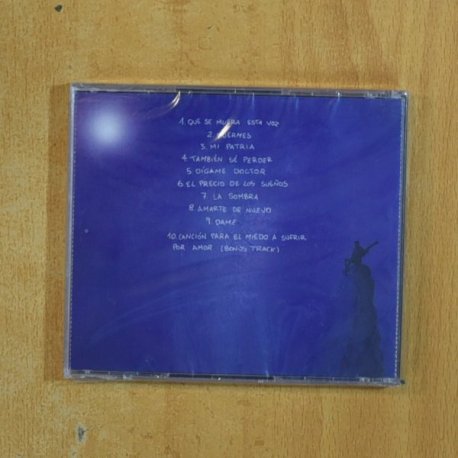 1. QUE SE MUERA ESTA VOZ
2. DUERMES
3. MI PATRIA
4 TAMBIÉN SÉ PERDER
5 DÍGAME DOCTOR
6 EL PRECIO DE LOS SUEÑOS
7 LA SOMBRA
8 AMARTE DE NUEVO
9 DAME
10 CANCIÓN PARA EL MIEDO A SUFRIR
POR AMOR (BONUS TRACK)